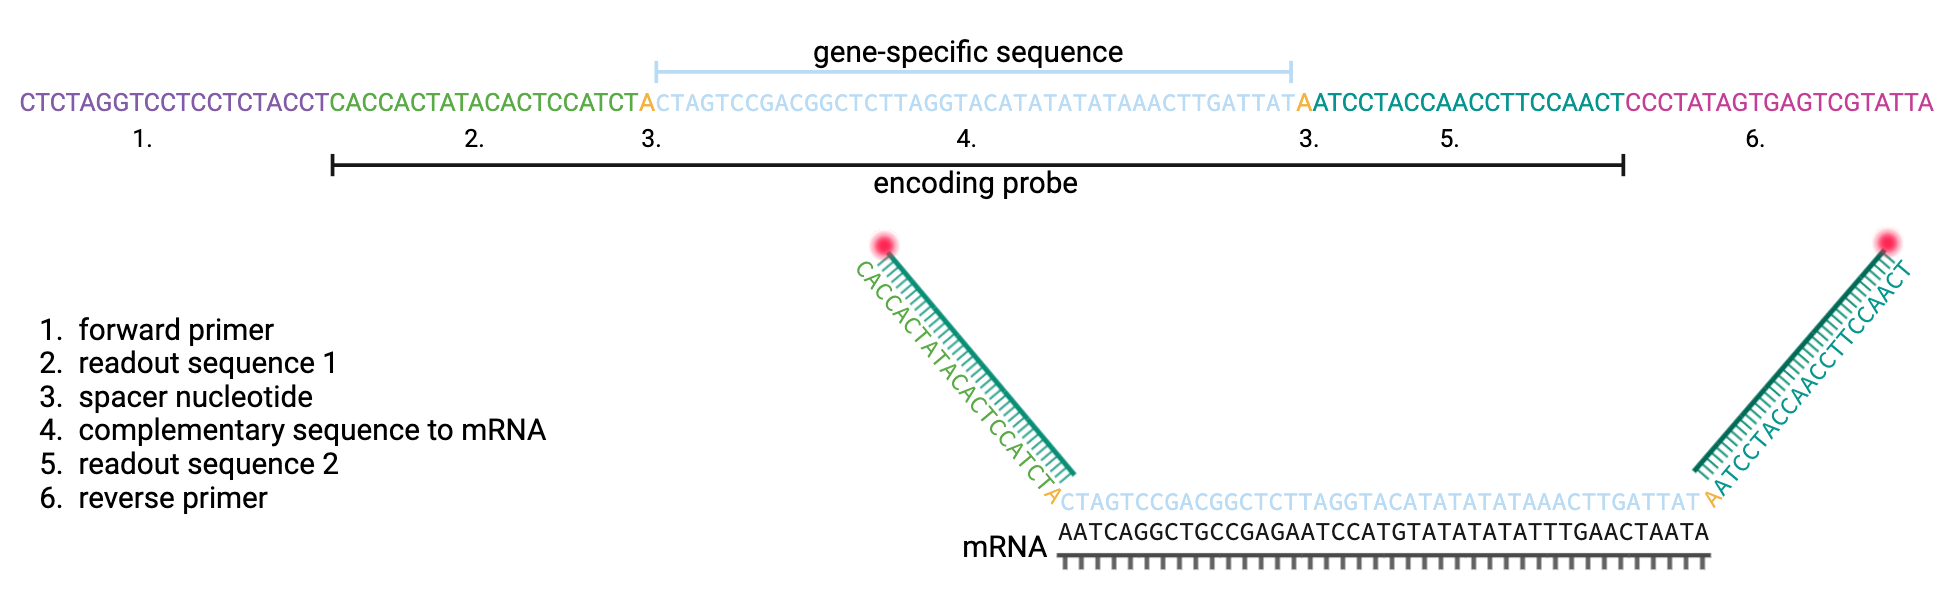 gene-specific sequence
CTCTAGGTCCTCCTCTACCTCACCACTATACACTCCATCTACTAGTCCGACGGCTCTTAGGTACATATATATAAACTTGATTATAATCCTACCAACCTTCCAACTCCCTATAGTGAGTCGTATTA
1. 2. 3. 4. 3. 5. 6.
encoding probe
1. forward primer
2. readout sequence 1
3. spacer nucleotide
4. complementary sequence to mRNA
5. readout sequence 2
6. reverse primer
CACCACTATACACTCCATCTA
CTAGTCCGACGGCTCTTAGGTACATATATATAAACTTGATTAT
AATCCTACCAACCTTCCAACT
AATCAGGCTGCCGAGAATCCATGTATATATATTTGAACTAATA
mRNA